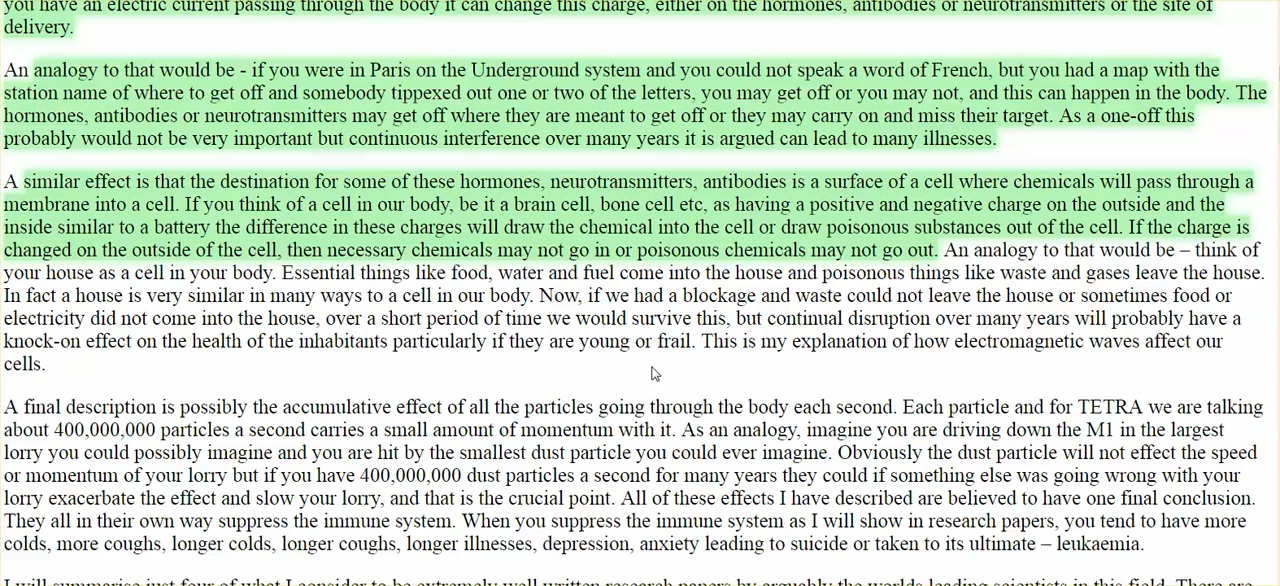 you have an electric current passing through the body it can change this charge, either on the hormones, antibodies or neurotransmitters or the site of
delivery.
An analogy to that would be - if you were in Paris on the Underground system and you could not speak a word of French, but you had a map with the
station name of where to get off and somebody tippexed out one or two of the letters, you may get off or you may not, and this can happen in the body. The
hormones, antibodies or neurotransmitters may get off where they are meant to get off or they may carry on and miss their target. As a one-off this
probably would not be very important but continuous interference over many years it is argued can lead to many illnesses.
A similar effect is that the destination for some of these hormones, neurotransmitters, antibodies is a surface of a cell where chemicals will pass through a
membrane into a cell. If you think of a cell in our body, be it a brain cell, bone cell etc, as having a positive and negative charge on the outside and the
inside similar to a battery the difference in these charges will draw the chemical into the cell or draw poisonous substances out of the cell. If the charge is
changed on the outside of the cell, then necessary chemicals may not go in or poisonous chemicals may not go out. An analogy to that would be – think of
your house as a cell in your body. Essential things like food, water and fuel come into the house and poisonous things like waste and gases leave the house.
In fact a house is very similar in many ways to a cell in our body. Now, if we had a blockage and waste could not leave the house or sometimes food or
electricity did not come into the house, over a short period of time we would survive this, but continual disruption over many years will probably have a
knock-on effect on the health of the inhabitants particularly if they are young or frail. This is my explanation of how electromagnetic waves affect our
cells.
A final description is possibly the accumulative effect of all the particles going through the body each second. Each particle and for TETRA we are talking
about 400,000,000 particles a second carries a small amount of momentum with it. As an analogy, imagine you are driving down the M1 in the largest
lorry you could possibly imagine and you are hit by the smallest dust particle you could ever imagine. Obviously the dust particle will not effect the speed
or momentum of your lorry but if you have 400,000,000 dust particles a second for many years they could if something else was going wrong with your
lorry exacerbate the effect and slow your lorry, and that is the crucial point. All of these effects I have described are believed to have one final conclusion.
They all in their own way suppress the immune system. When you suppress the immune system as I will show in research papers, you tend to have more
colds, more coughs, longer colds, longer coughs, longer illnesses, depression, anxiety leading to suicide or taken to its ultimate – leukaemia.
I will summarise just four of what I consider to be extremely well written research papers by arguably the worlds leading scientists in this field. There are